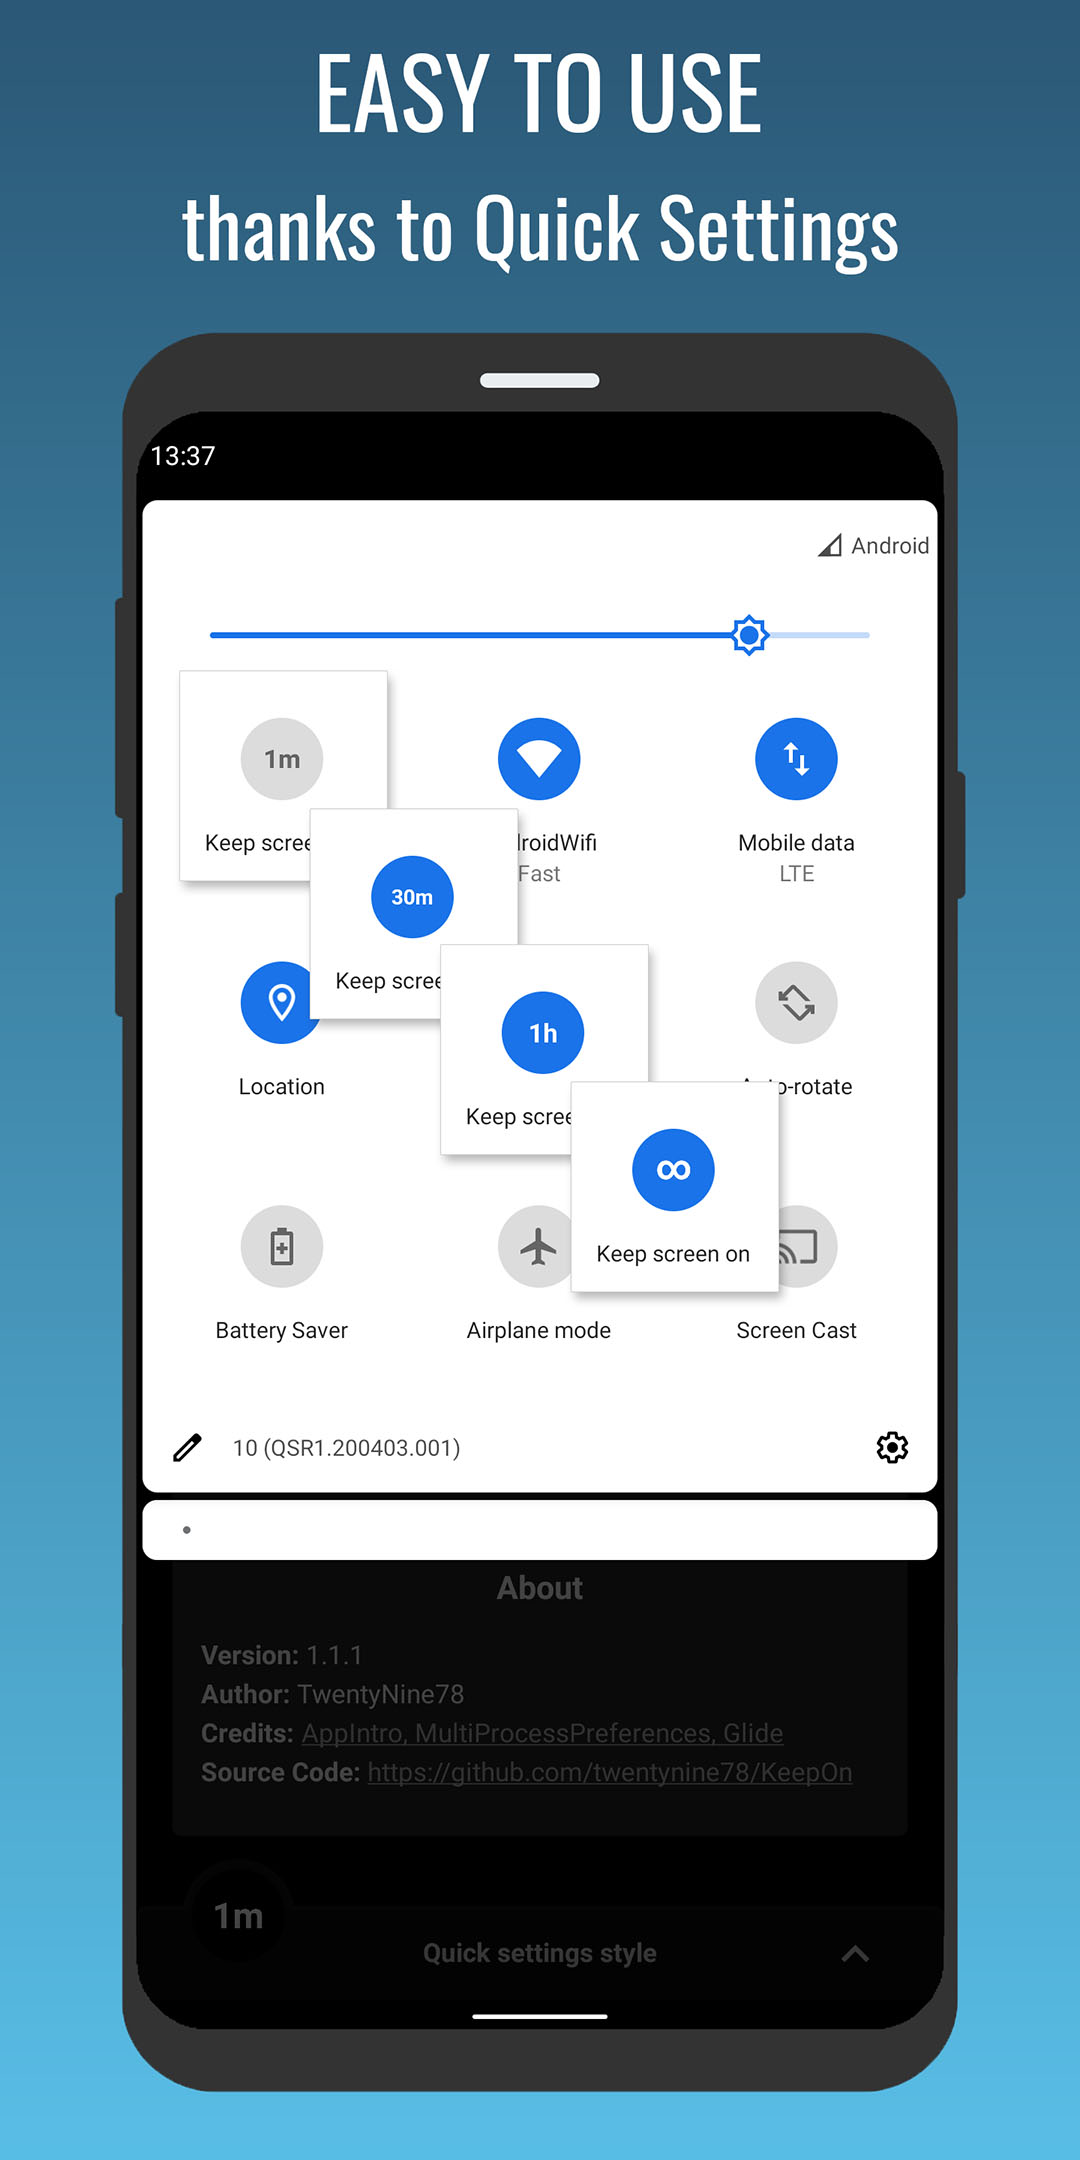 EASY TO USE
thanks to Quick Settings
13:37
Android
1m
Keep scree
droidWifi
Fast
Mobile data
LTE
30m
Keep scree
Location
1h
Keep scree
Auto-rotate
∞
Keep screen on
Battery Saver
Airplane mode
Screen Cast
10 (QSR1.200403.001)
About
Version: 1.1.1
Author: TwentyNine78
Credits: AppIntro, MultiProcessPreferences, Glide
Source Code: https://github.com/twentynine78/KeepOn
1m
Quick settings style